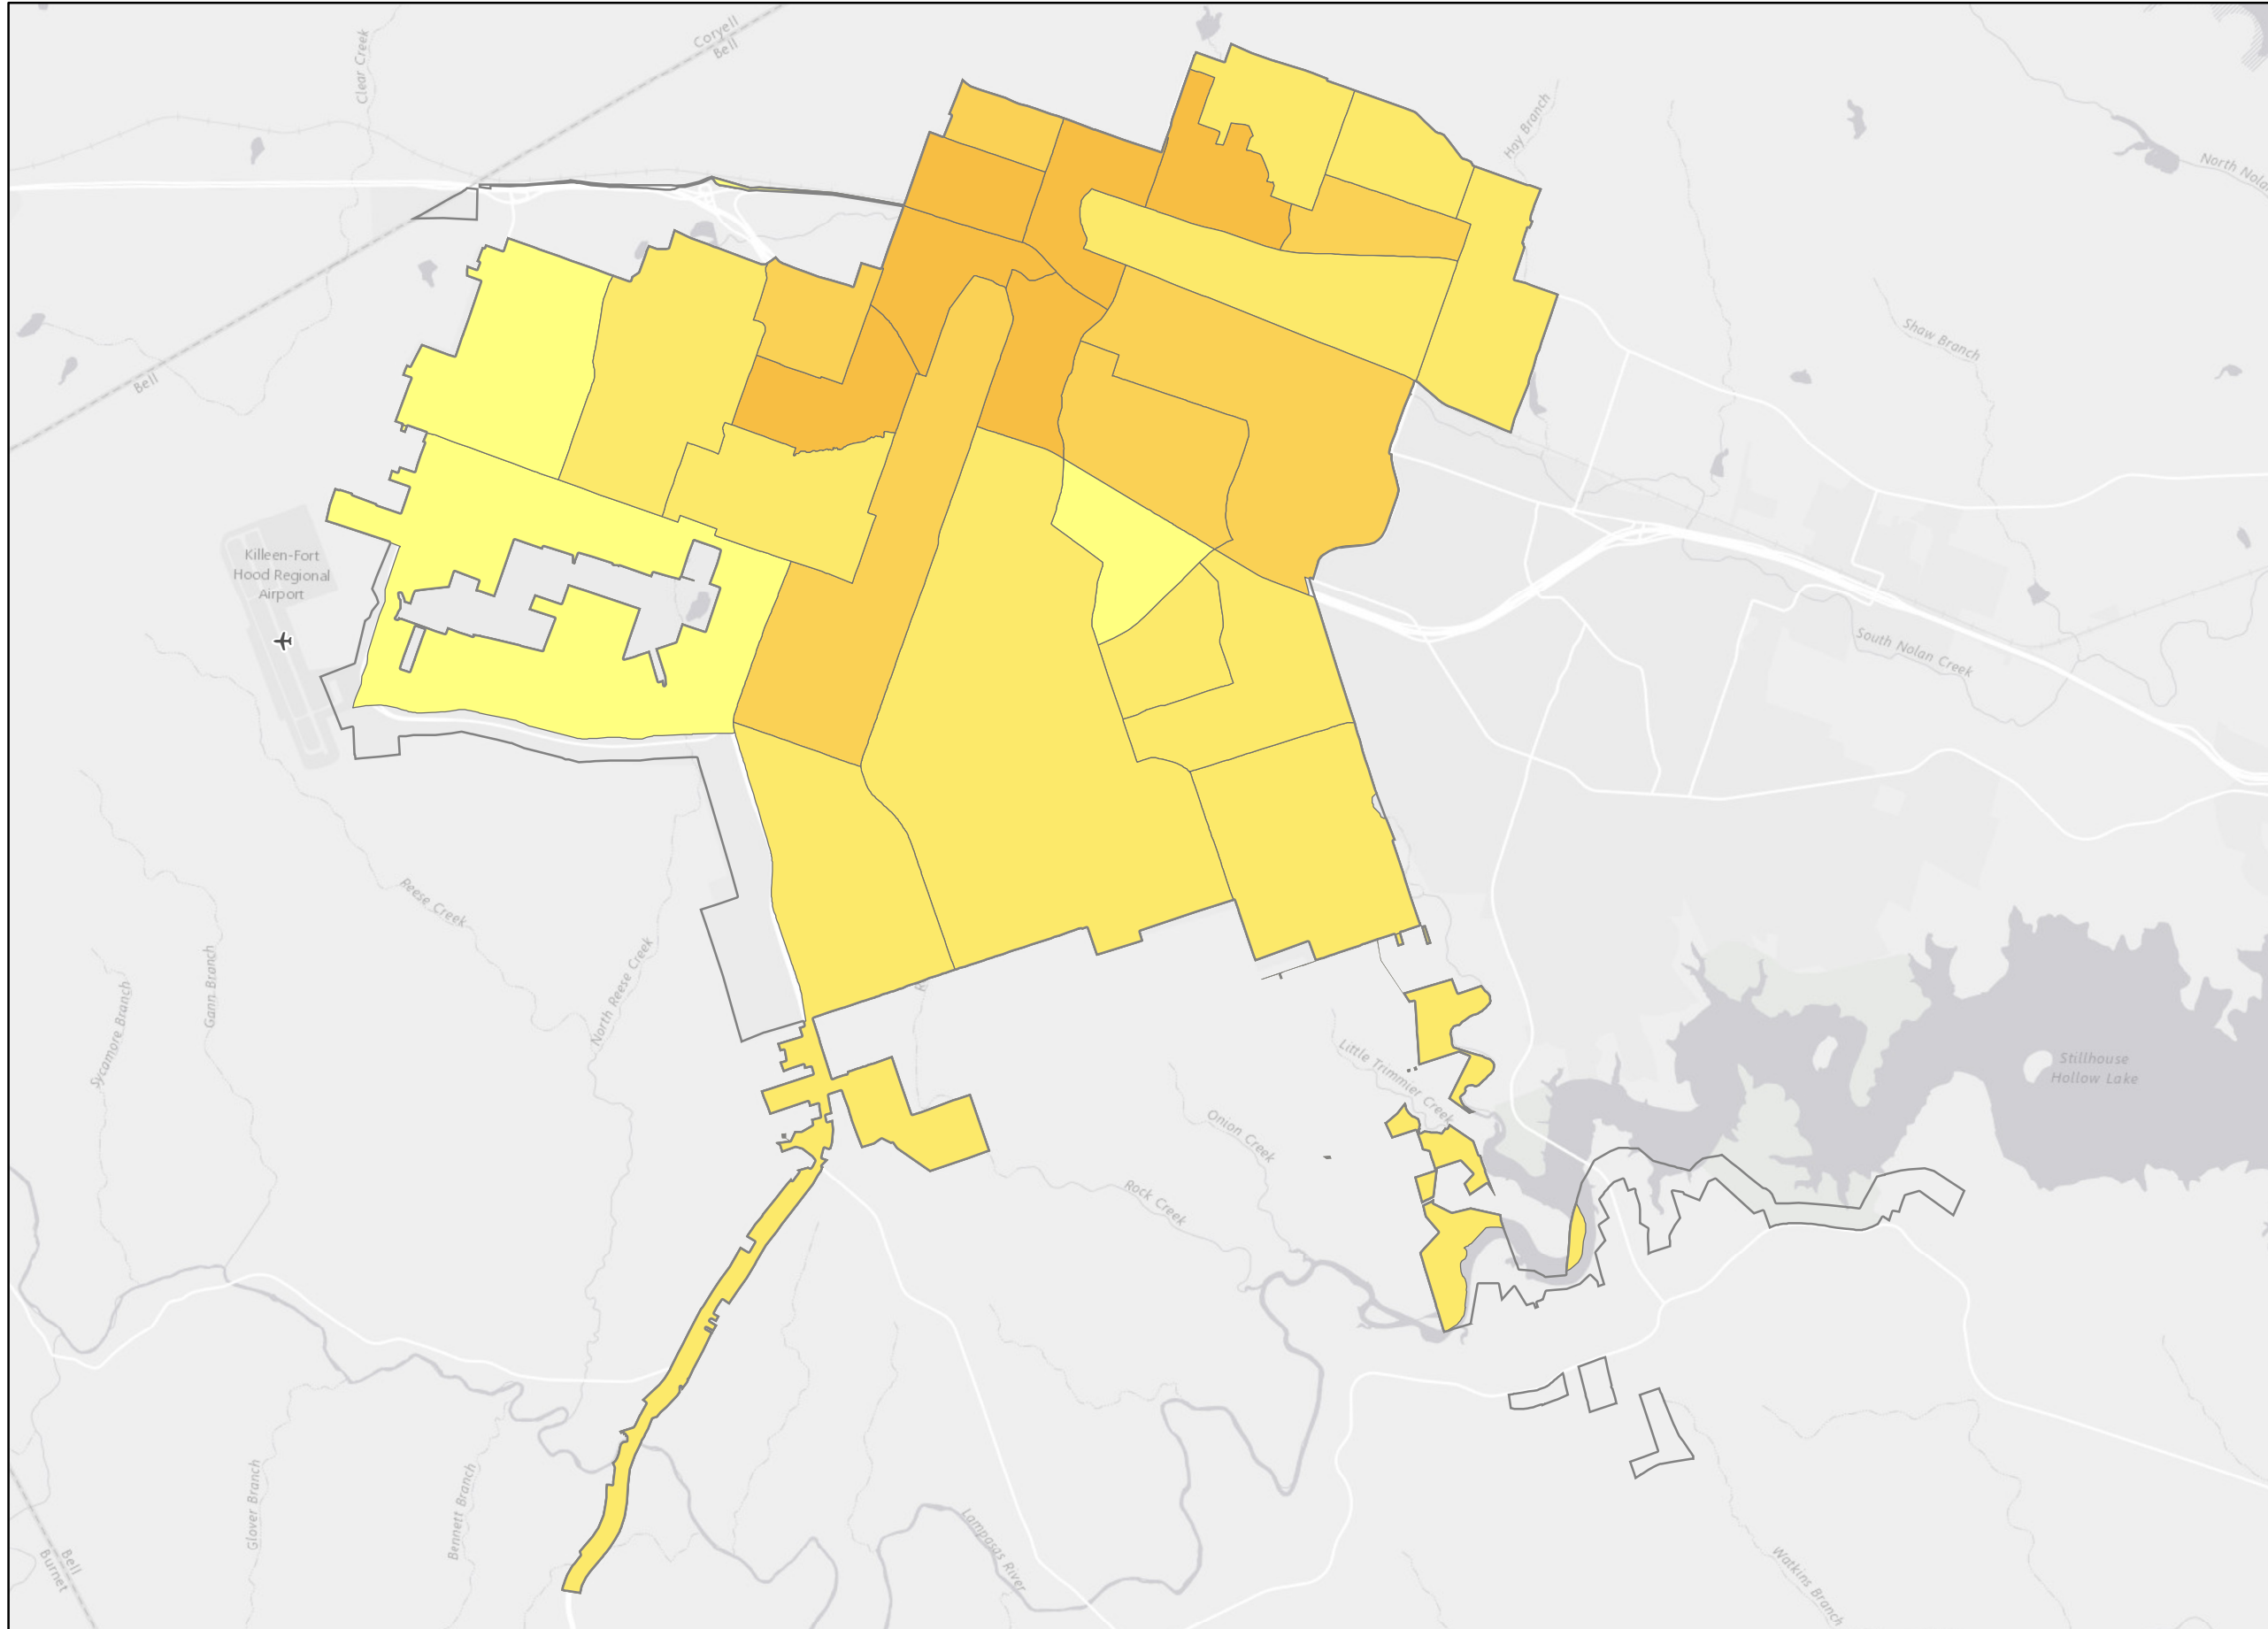 Coryell
Bell
Clear Creek
Hay Branch
North Nola
Bell
Shaw Branch
Killeen-Fort
Hood Regional
Airport
South Nolan Creek
Reese Creek
Gann Branch
North Reese Creek
Sycamore Branch
R
Little Trimmier Creek
Stillhouse
Hollow Lake
Onion Creek
Rock Creek
Glover Branch
Bennett Branch
Lampasas River
Bell
Burnet
Watkins Branch